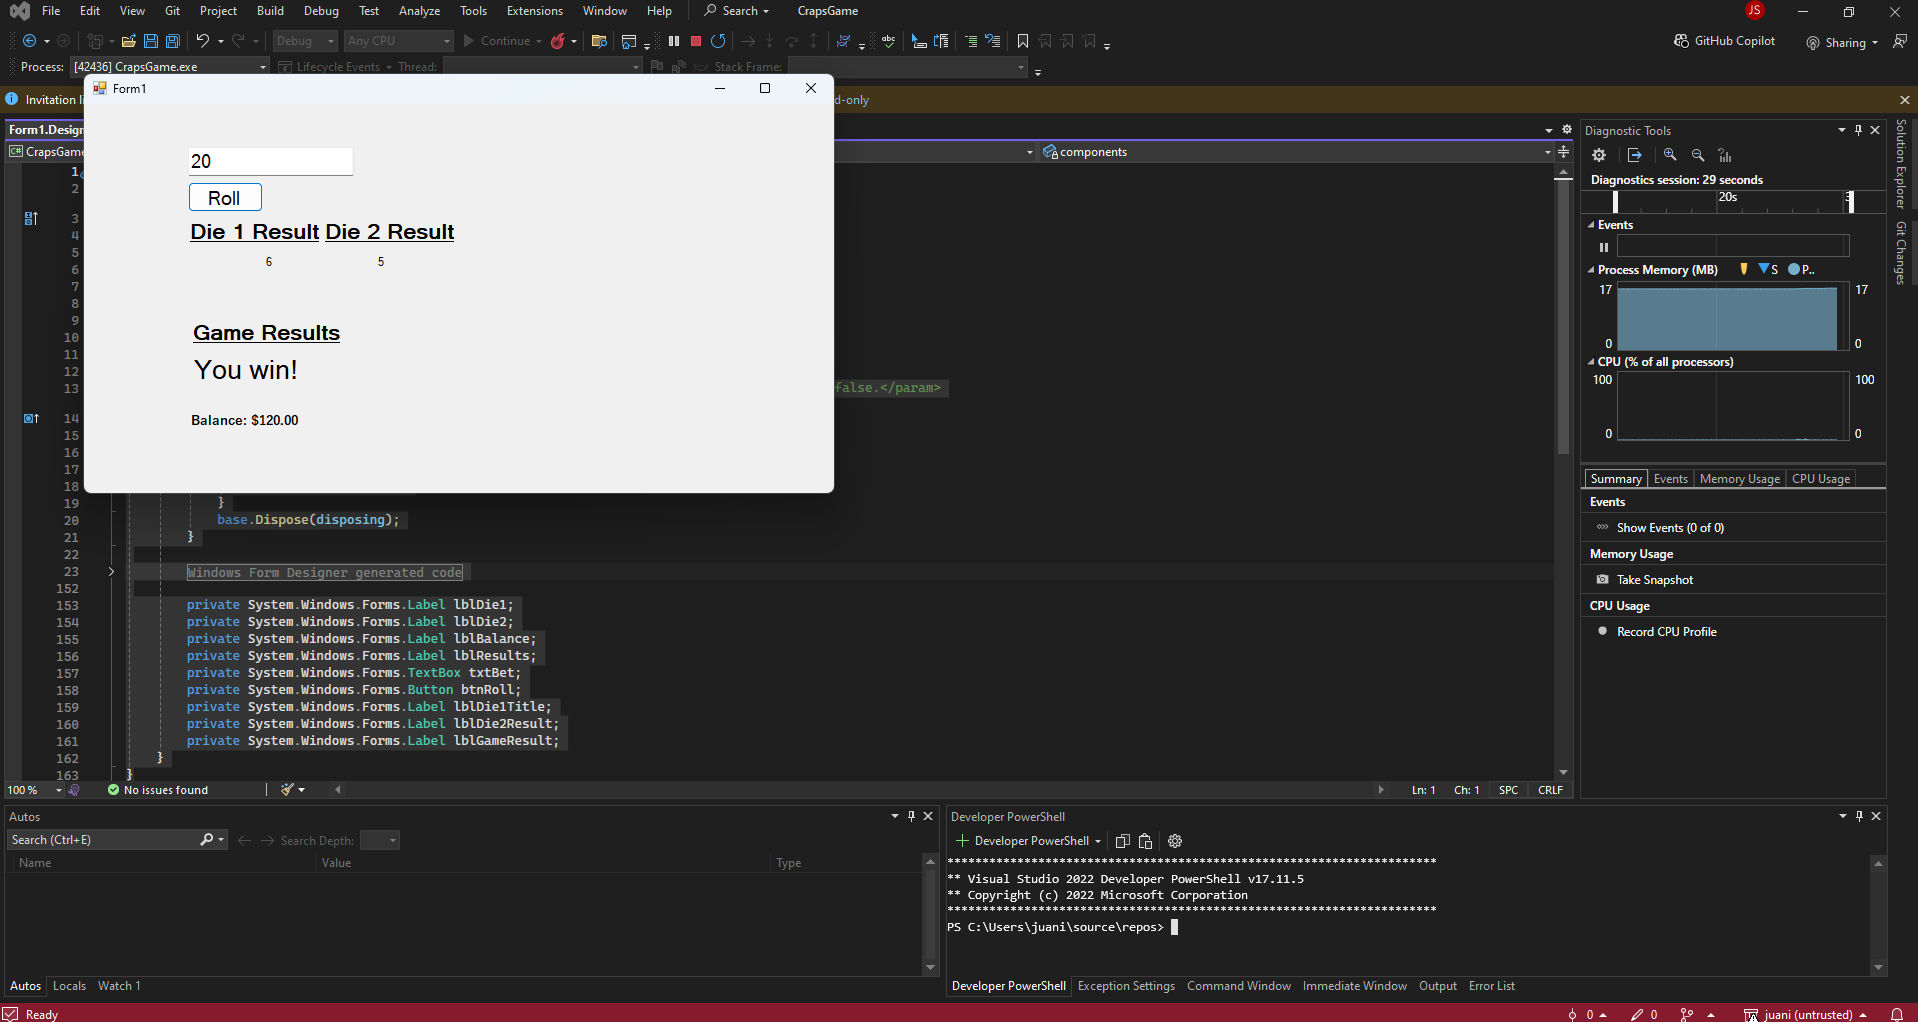 File Edit View Git Project Build Debug Test Analyze Tools Extensions Window Help Search CrapsGame JS
Debug Any CPU Continue GitHub Copilot Sharing
Process: [42436] CrapsGame.exe Lifecycle Events Thread: Stack Frame:
Form1
Invitation d-only
Form1.Design
CrapsGame components
20
Roll
Die 1 Result Die 2 Result
6 5
Game Results
You win!
Balance: $120.00
1
2
3
4
5
6
7
8
9
10
11
12
13 false.</param>
14
15
16
17
18
19 }
20 base.Dispose(disposing);
21 }
22
23 Windows Form Designer generated code
152
153 private System.Windows.Forms.Label lblDie1;
154 private System.Windows.Forms.Label lblDie2;
155 private System.Windows.Forms.Label lblBalance;
156 private System.Windows.Forms.Label lblResults;
157 private System.Windows.Forms.TextBox txtBet;
158 private System.Windows.Forms.Button btnRoll;
159 private System.Windows.Forms.Label lblDie1Title;
160 private System.Windows.Forms.Label lblDie2Result;
161 private System.Windows.Forms.Label lblGameResult;
162 }
163 }
100 % No issues found Ln: 1 Ch: 1 SPC CRLF
Diagnostic Tools
Diagnostics session: 29 seconds
20s
Events
Process Memory (MB) S P..
17 17
0 0
CPU (% of all processors)
100 100
0 0
Summary Events Memory Usage CPU Usage
Events
Show Events (0 of 0)
Memory Usage
Take Snapshot
CPU Usage
Record CPU Profile
Solution Explorer
Git Changes
Autos
Search (Ctrl+E) Search Depth:
Name Value Type
Autos Locals Watch 1
Developer PowerShell
Developer PowerShell
**********************************************************************
** Visual Studio 2022 Developer PowerShell v17.11.5
** Copyright (c) 2022 Microsoft Corporation
**********************************************************************
PS C:\Users\juani\source\repos>
Developer PowerShell Exception Settings Command Window Immediate Window Output Error List
Ready 0 0 juani (untrusted)